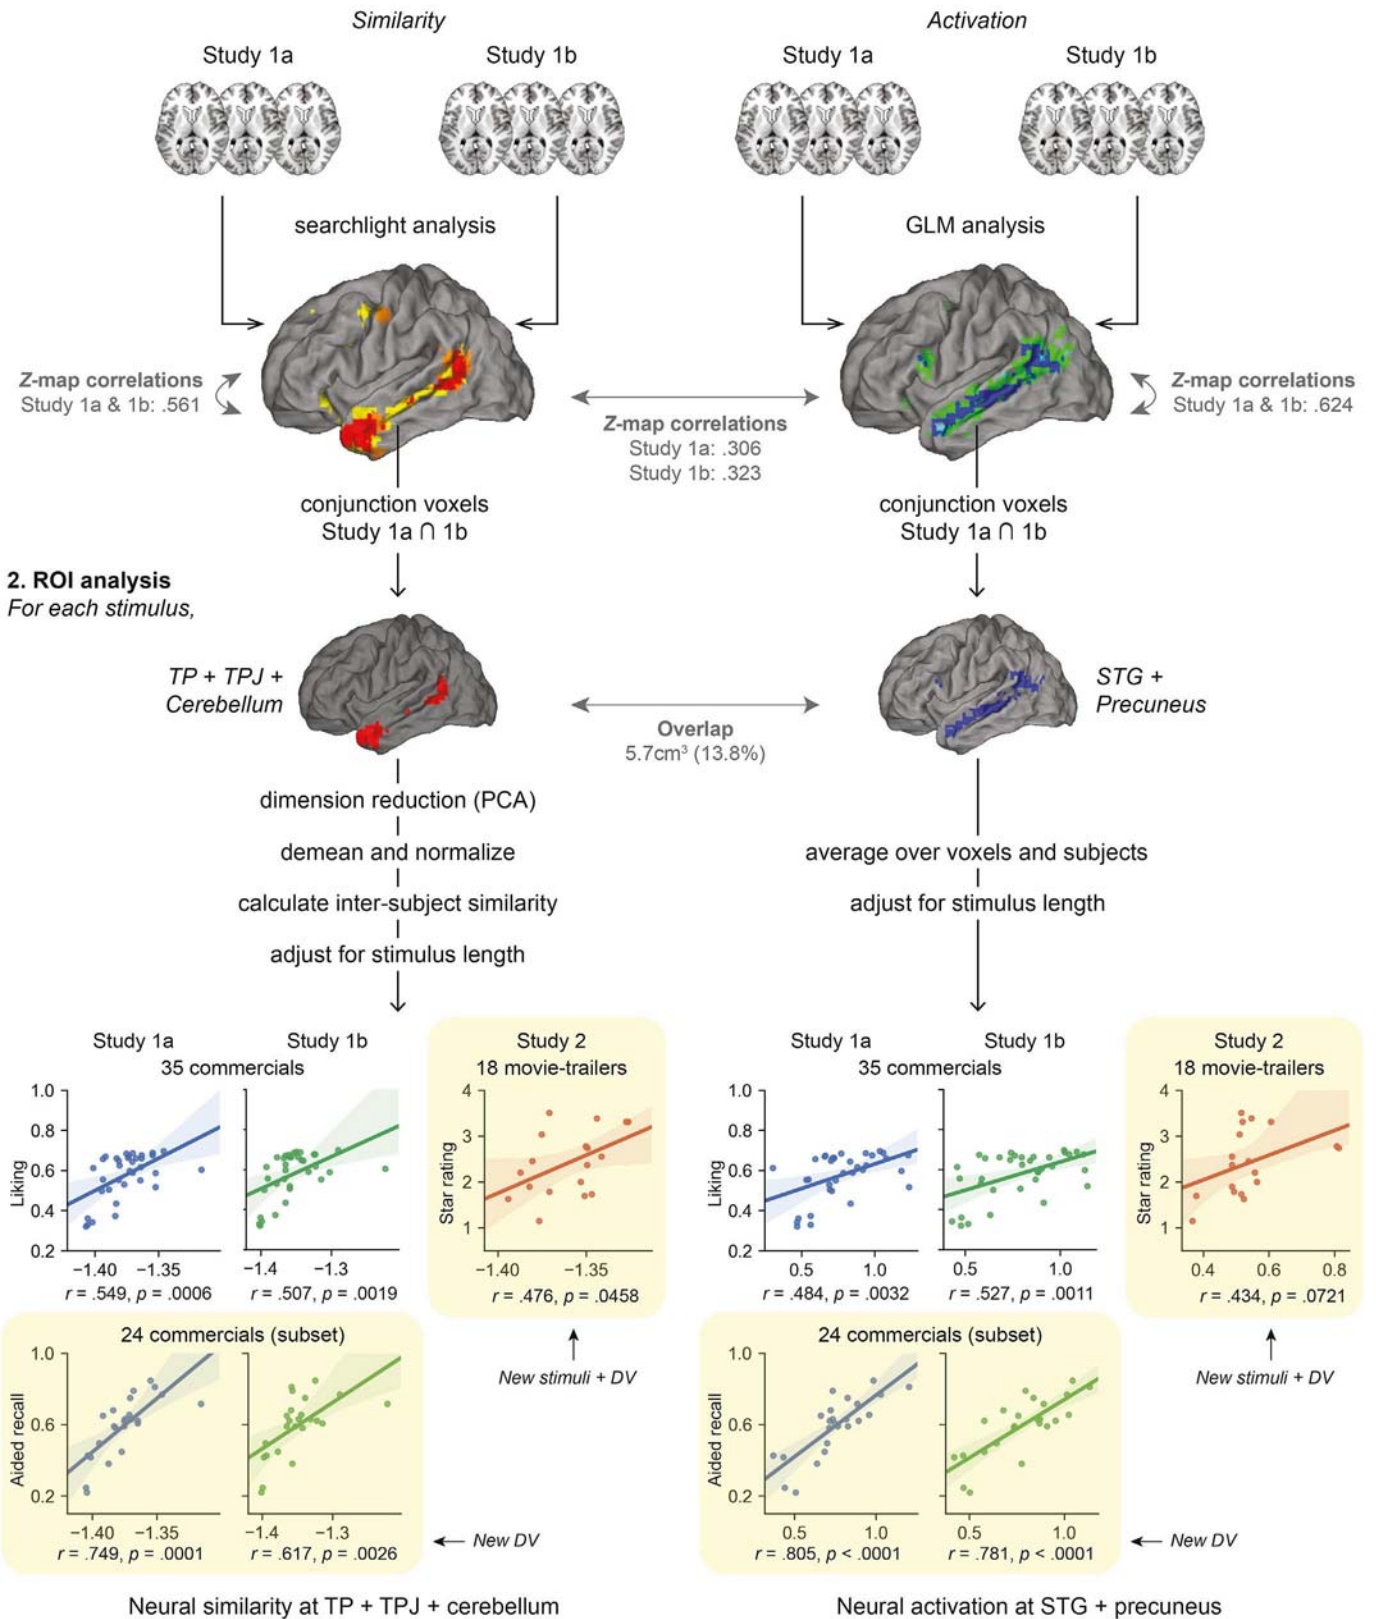 Similarity
Activation
Study 1a
Study 1b
Study 1a
Study 1b
searchlight analysis
GLM analysis
Z-map correlations
Study 1a & 1b: .561
Z-map correlations
Study 1a: .306
Study 1b: .323
Z-map correlations
Study 1a & 1b: .624
conjunction voxels
Study 1a ∩ 1b
conjunction voxels
Study 1a ∩ 1b
2. ROI analysis
For each stimulus,
TP + TPJ +
Cerebellum
Overlap
5.7cm³ (13.8%)
STG +
Precuneus
dimension reduction (PCA)
demean and normalize
calculate inter-subject similarity
adjust for stimulus length
average over voxels and subjects
adjust for stimulus length
Study 1a
Study 1b
35 commercials
Study 2
18 movie-trailers
Liking
1.0
0.8
0.6
0.4
0.2
−1.40 −1.35
r = .549, p = .0006
−1.4 −1.3
r = .507, p = .0019
Star rating
4
3
2
1
−1.40 −1.35
r = .476, p = .0458
24 commercials (subset)
Aided recall
1.0
0.6
0.2
−1.40 −1.35
r = .749, p = .0001
−1.4 −1.3
r = .617, p = .0026
New stimuli + DV
New DV
Neural similarity at TP + TPJ + cerebellum
Study 1a
Study 1b
35 commercials
Study 2
18 movie-trailers
Liking
1.0
0.8
0.6
0.4
0.2
0.5 1.0
r = .484, p = .0032
0.5 1.0
r = .527, p = .0011
Star rating
4
3
2
1
0.4 0.6 0.8
r = .434, p = .0721
24 commercials (subset)
Aided recall
1.0
0.6
0.2
0.5 1.0
r = .805, p < .0001
0.5 1.0
r = .781, p < .0001
New stimuli + DV
New DV
Neural activation at STG + precuneus